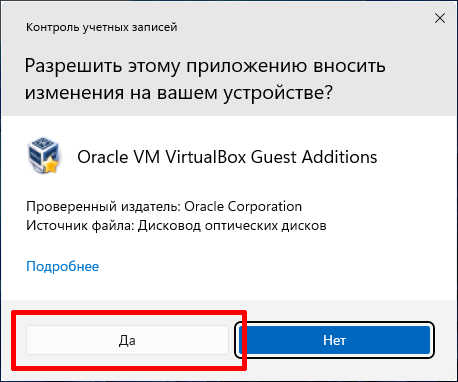 Контроль учетных записей
Разрешить этому приложению вносить
изменения на вашем устройстве?
Oracle VM VirtualBox Guest Additions
Проверенный издатель: Oracle Corporation
Источник файла: Дисковод оптических дисков
Подробнее
Да
Нет